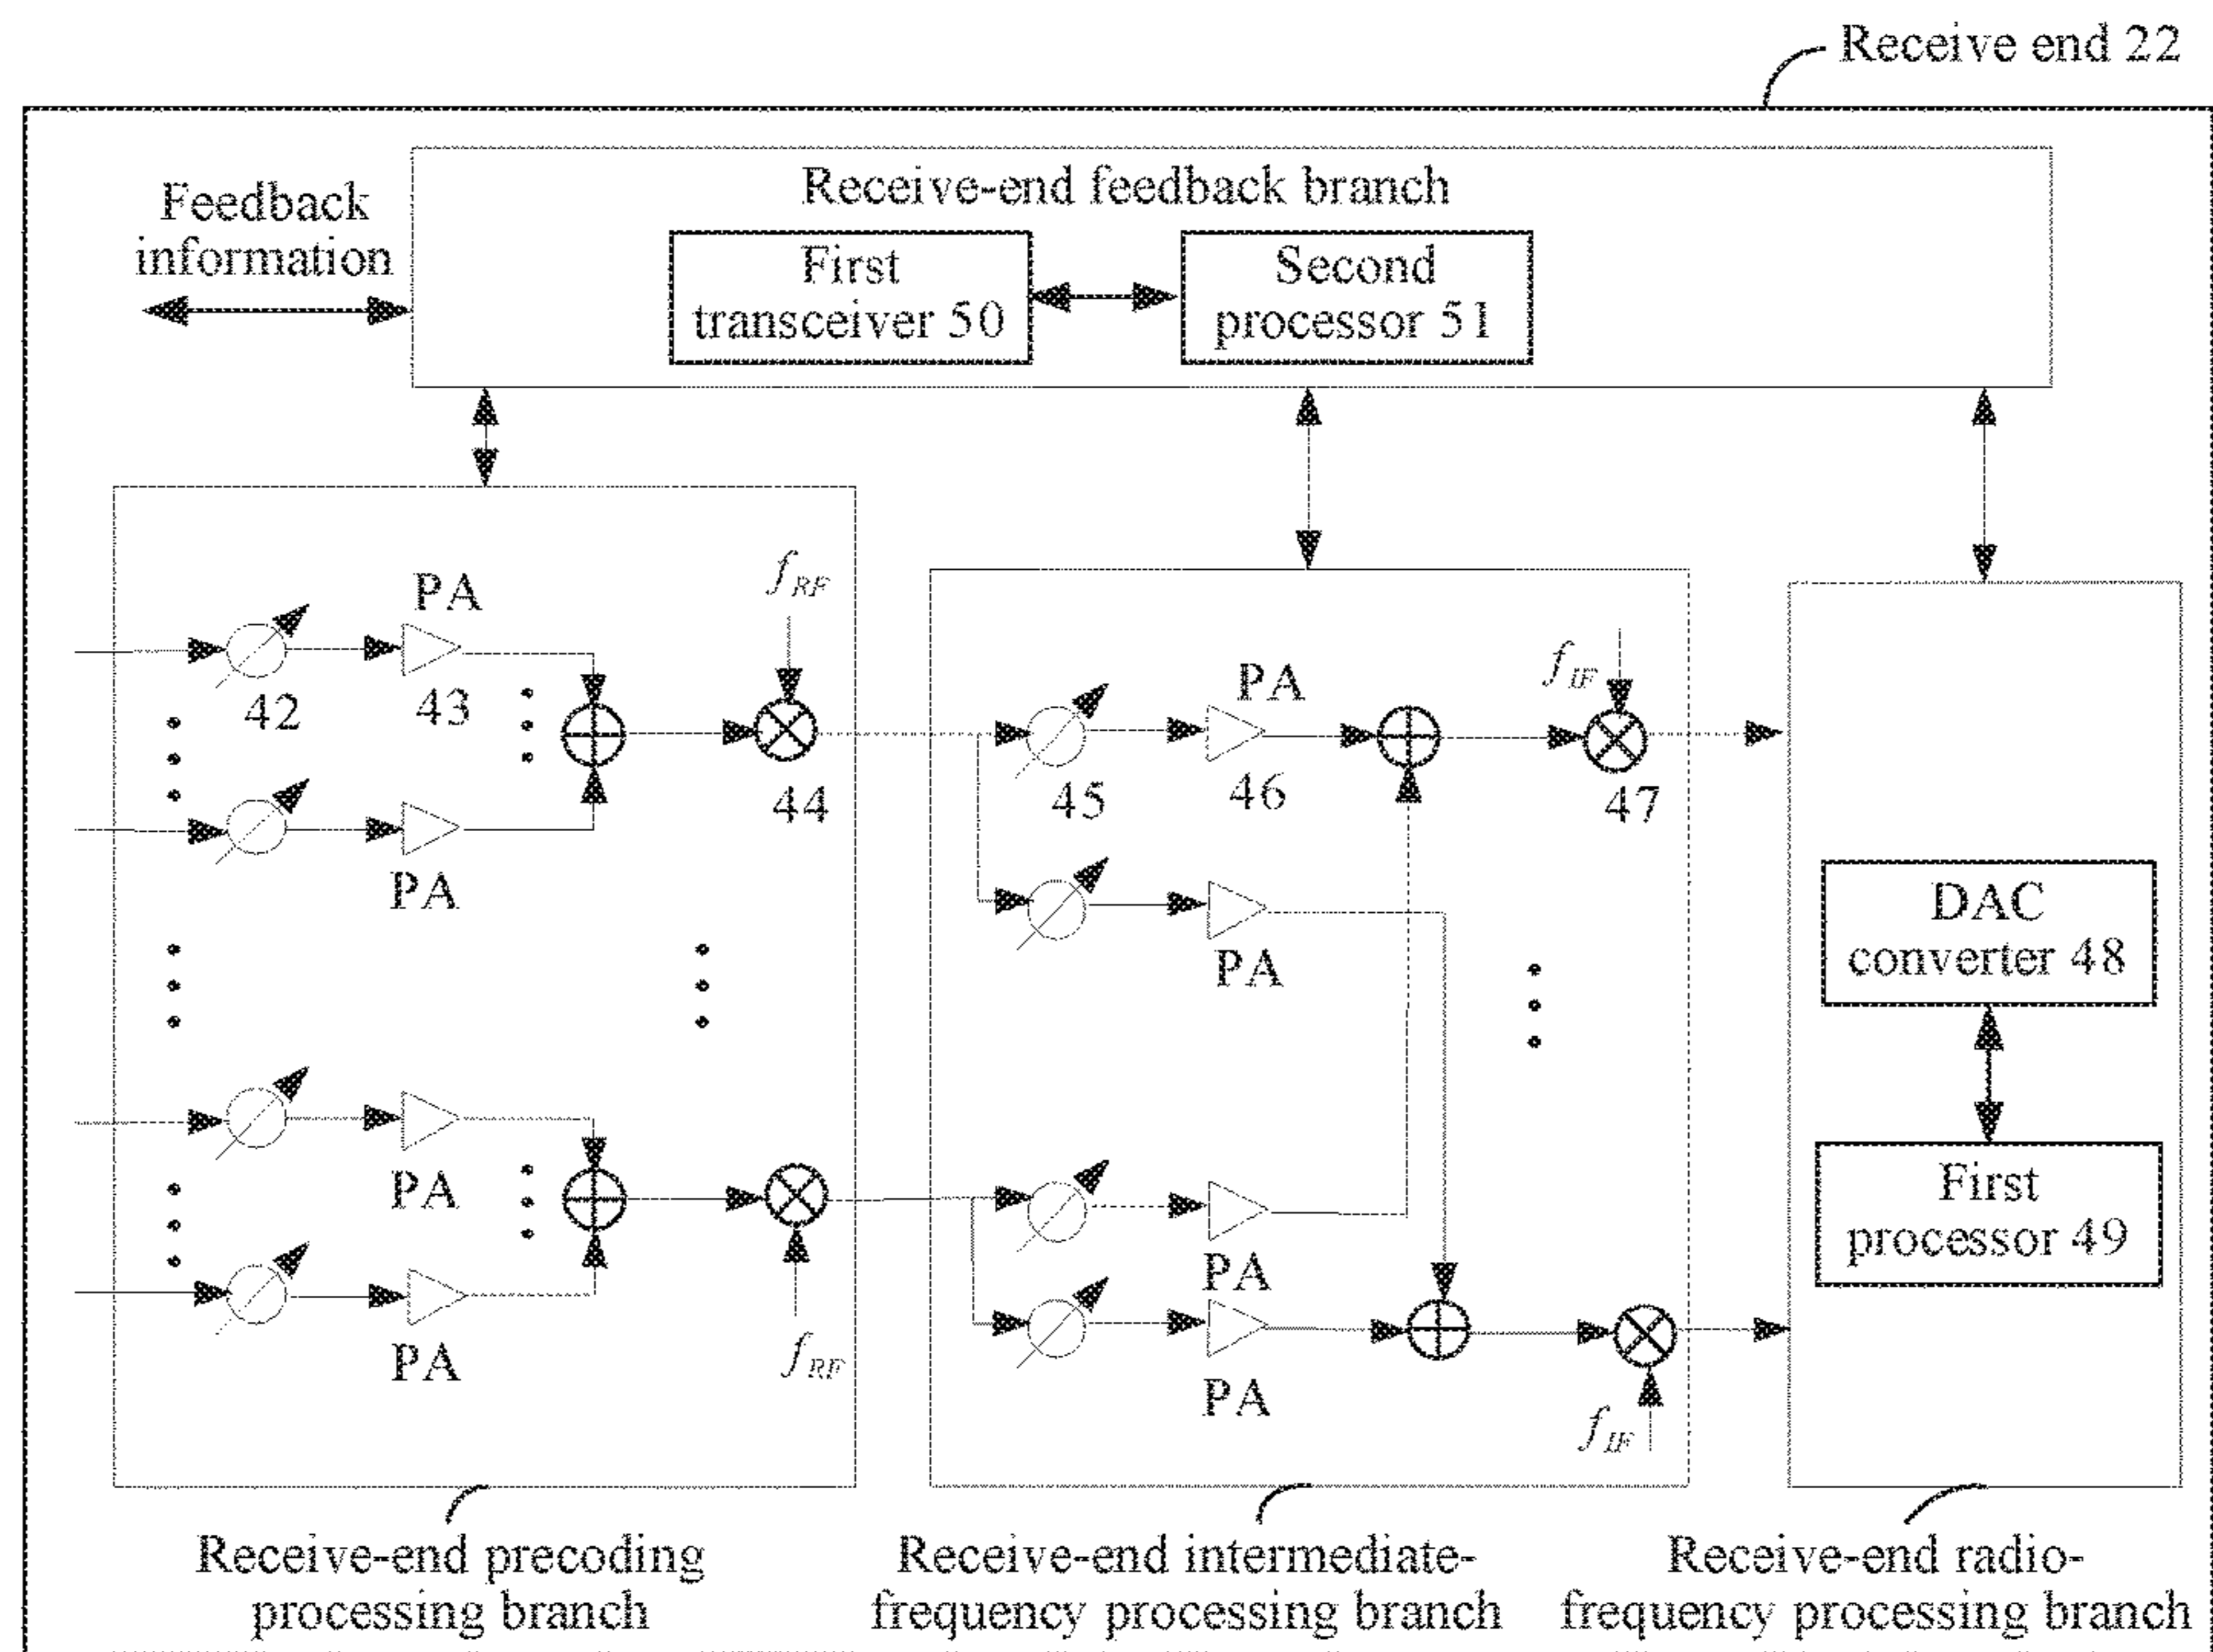 Receive end 22
Receive-end feedback branch
Feedback
information
First
transceiver 50
Second
processor 51
PA
f_RF
42
43
44
PA
PA
f_IF
45
46
47
PA
DAC
converter 48
PA
f_RF
PA
First
processor 49
PA
PA
f_IF
Receive-end precoding
processing branch
Receive-end intermediate-
frequency processing branch
Receive-end radio-
frequency processing branch